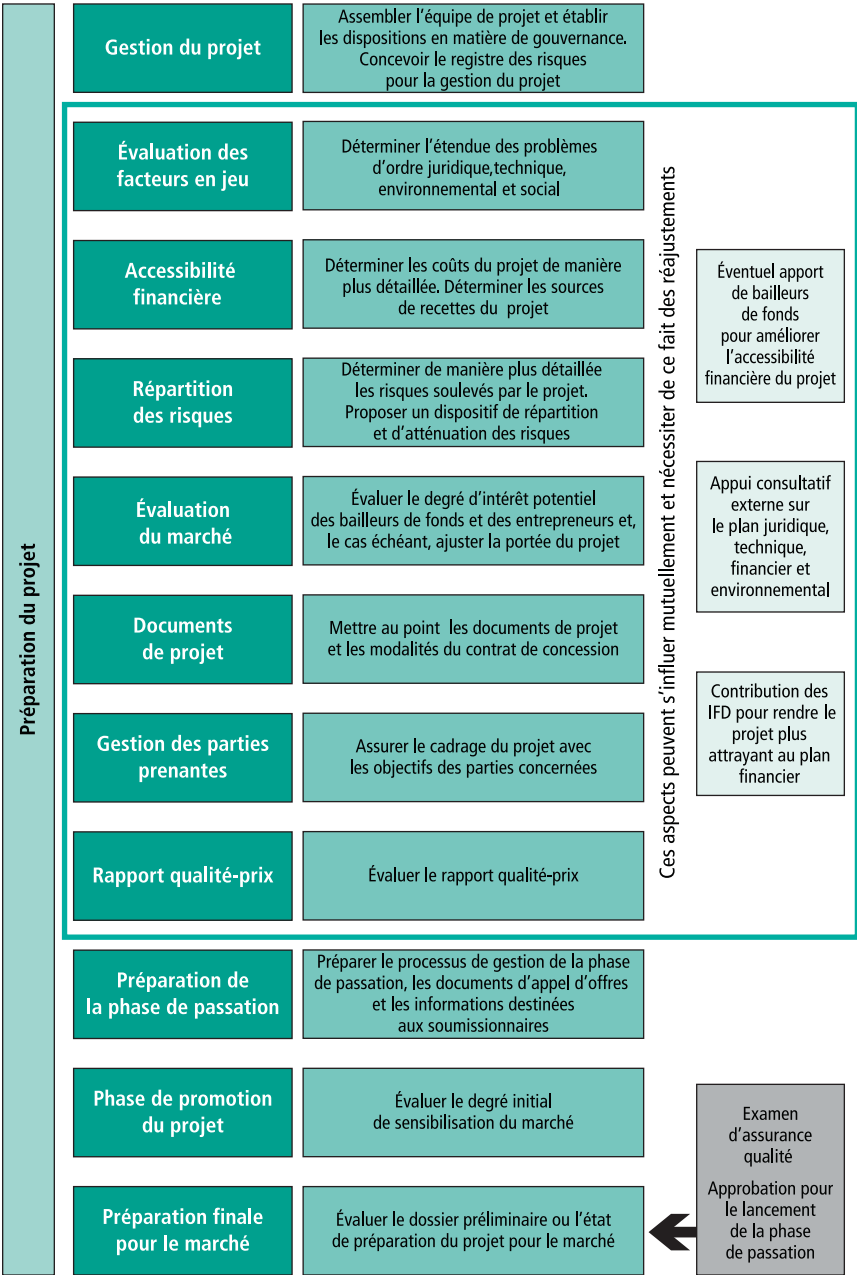 Préparation du projet
Gestion du projet
Assembler l’équipe de projet et établir
les dispositions en matière de gouvernance.
Concevoir le registre des risques
pour la gestion du projet
Évaluation des
facteurs en jeu
Déterminer l’étendue des problèmes
d’ordre juridique,technique,
environnemental et social
Accessibilité
financière
Déterminer les coûts du projet de manière
plus détaillée. Déterminer les sources
de recettes du projet
Répartition
des risques
Déterminer de manière plus détaillée
les risques soulevés par le projet.
Proposer un dispositif de répartition
et d’atténuation des risques
Évaluation
du marché
Évaluer le degré d’intérêt potentiel
des bailleurs de fonds et des entrepreneurs et,
le cas échéant, ajuster la portée du projet
Documents
de projet
Mettre au point les documents de projet
et les modalités du contrat de concession
Gestion des parties
prenantes
Assurer le cadrage du projet avec
les objectifs des parties concernées
Rapport qualité-prix
Évaluer le rapport qualité-prix
Ces aspects peuvent s’influer mutuellement et nécessiter de ce fait des réajustements
Éventuel apport
de bailleurs
de fonds
pour améliorer
l’accessibilité
financière du projet
Appui consultatif
externe sur
le plan juridique,
technique,
financier et
environnemental
Contribution des
IFD pour rendre le
projet plus
attrayant au plan
financier
Préparation de
la phase de passation
Préparer le processus de gestion de la phase
de passation, les documents d’appel d’offres
et les informations destinées
aux soumissionnaires
Phase de promotion
du projet
Évaluer le degré initial
de sensibilisation du marché
Préparation finale
pour le marché
Évaluer le dossier préliminaire ou l’état
de préparation du projet pour le marché
Examen
d’assurance
qualité
Approbation pour
le lancement
de la phase
de passation